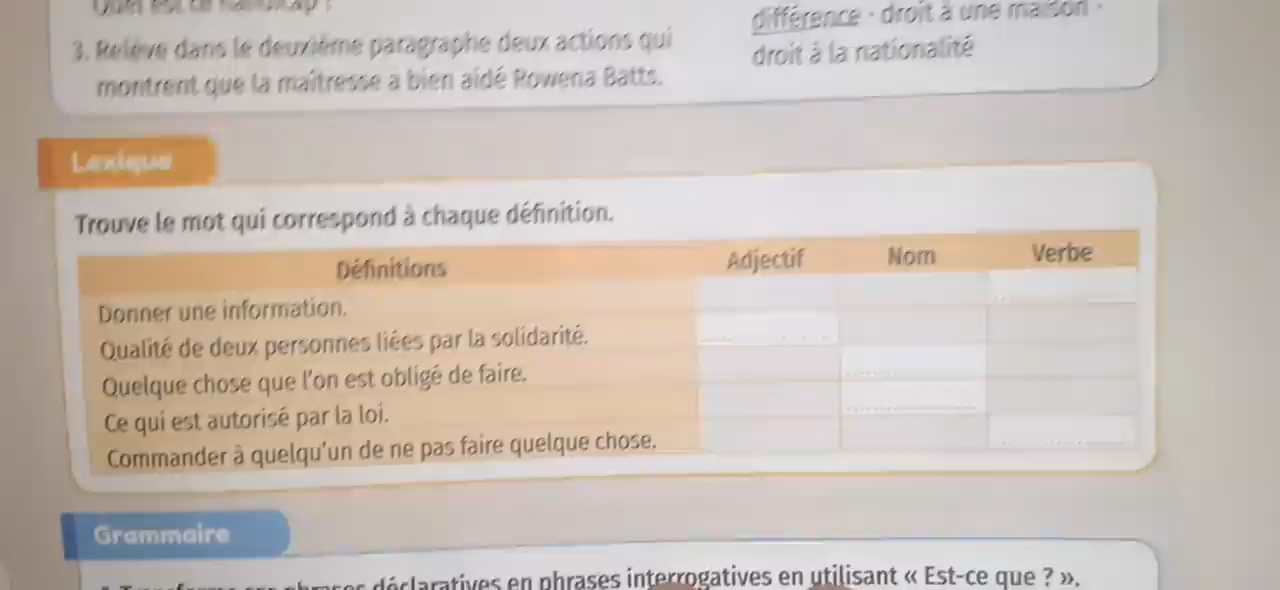 différence · droit à une maison ·
3. Relève dans le deuxième paragraphe deux actions qui
montrent que la maîtresse a bien aidé Rowena Batts.
droit à la nationalité
Lexique
Trouve le mot qui correspond à chaque définition.
Définitions Adjectif Nom Verbe
Donner une information.
Qualité de deux personnes liées par la solidarité.
Quelque chose que l'on est obligé de faire.
Ce qui est autorisé par la loi.
Commander à quelqu'un de ne pas faire quelque chose.
Grammaire
déclaratives en phrases interrogatives en utilisant « Est-ce que ? ».